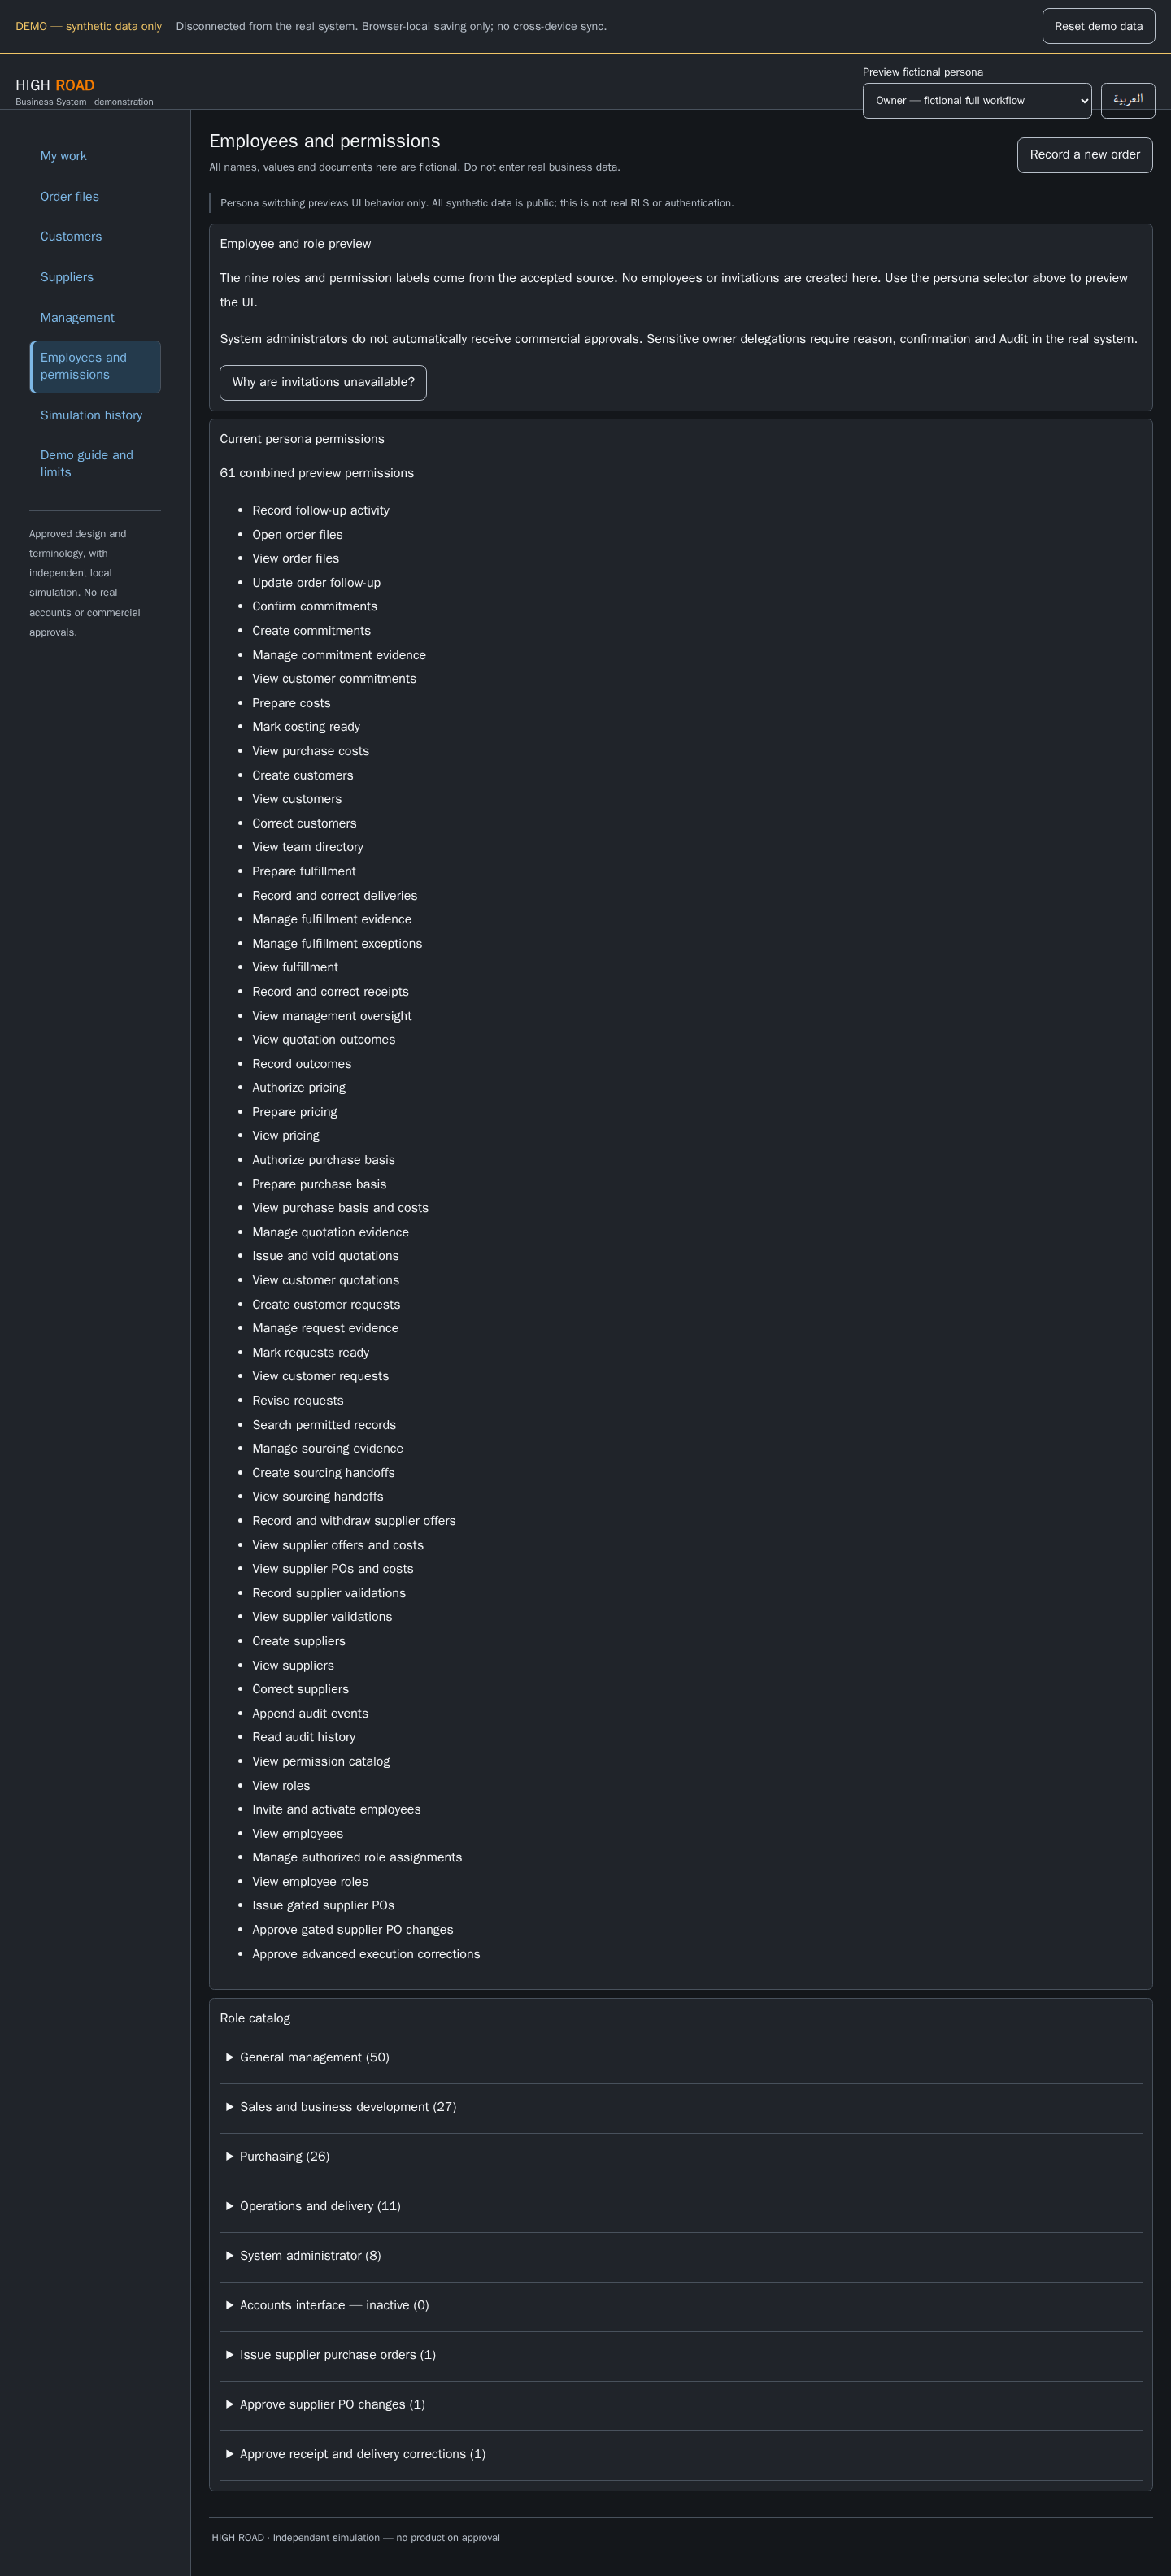 DEMO — synthetic data only Disconnected from the real system. Browser-local saving only; no cross-device sync. Reset demo data
HIGH ROAD
Business System · demonstration
Preview fictional persona
Owner — fictional full workflow
العربية
My work
Order files
Customers
Suppliers
Management
Employees and
permissions
Simulation history
Demo guide and
limits
Approved design and
terminology, with
independent local
simulation. No real
accounts or commercial
approvals.
Employees and permissions
All names, values and documents here are fictional. Do not enter real business data.
Record a new order
Persona switching previews UI behavior only. All synthetic data is public; this is not real RLS or authentication.
Employee and role preview
The nine roles and permission labels come from the accepted source. No employees or invitations are created here. Use the persona selector above to preview
the UI.
System administrators do not automatically receive commercial approvals. Sensitive owner delegations require reason, confirmation and Audit in the real system.
Why are invitations unavailable?
Current persona permissions
61 combined preview permissions
• Record follow-up activity
• Open order files
• View order files
• Update order follow-up
• Confirm commitments
• Create commitments
• Manage commitment evidence
• View customer commitments
• Prepare costs
• Mark costing ready
• View purchase costs
• Create customers
• View customers
• Correct customers
• View team directory
• Prepare fulfillment
• Record and correct deliveries
• Manage fulfillment evidence
• Manage fulfillment exceptions
• View fulfillment
• Record and correct receipts
• View management oversight
• View quotation outcomes
• Record outcomes
• Authorize pricing
• Prepare pricing
• View pricing
• Authorize purchase basis
• Prepare purchase basis
• View purchase basis and costs
• Manage quotation evidence
• Issue and void quotations
• View customer quotations
• Create customer requests
• Manage request evidence
• Mark requests ready
• View customer requests
• Revise requests
• Search permitted records
• Manage sourcing evidence
• Create sourcing handoffs
• View sourcing handoffs
• Record and withdraw supplier offers
• View supplier offers and costs
• View supplier POs and costs
• Record supplier validations
• View supplier validations
• Create suppliers
• View suppliers
• Correct suppliers
• Append audit events
• Read audit history
• View permission catalog
• View roles
• Invite and activate employees
• View employees
• Manage authorized role assignments
• View employee roles
• Issue gated supplier POs
• Approve gated supplier PO changes
• Approve advanced execution corrections
Role catalog
▶ General management (50)
▶ Sales and business development (27)
▶ Purchasing (26)
▶ Operations and delivery (11)
▶ System administrator (8)
▶ Accounts interface — inactive (0)
▶ Issue supplier purchase orders (1)
▶ Approve supplier PO changes (1)
▶ Approve receipt and delivery corrections (1)
HIGH ROAD · Independent simulation — no production approval